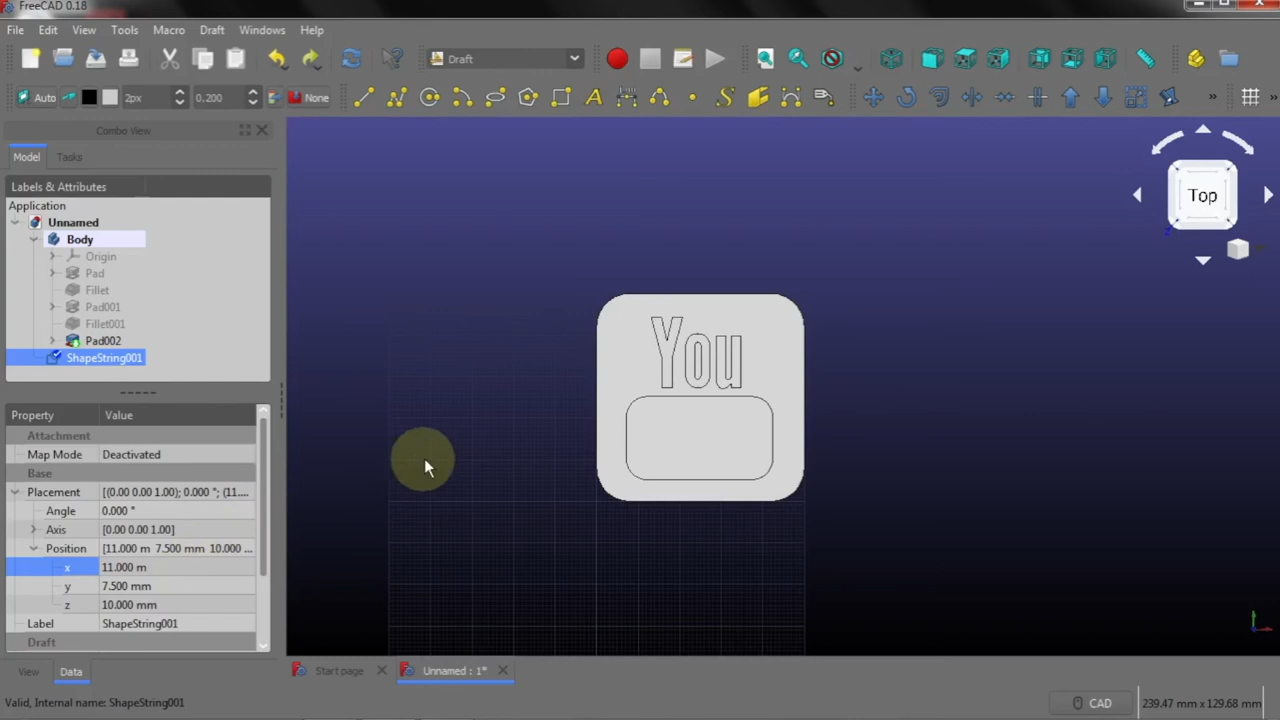 FreeCAD 0.18
File Edit View Tools Macro Draft Windows Help
Draft
Auto 2px 0.200 None
Combo View
Model Tasks
Labels & Attributes
Application
Unnamed
Body
Origin
Pad
Fillet
Pad001
Fillet001
Pad002
ShapeString001
Property Value
Attachment
Map Mode Deactivated
Base
Placement [(0.00 0.00 1.00); 0.000 °; (11....
Angle 0.000 °
Axis [0.00 0.00 1.00]
Position [11.000 m 7.500 mm 10.000 ...
x 11.000 m
y 7.500 mm
z 10.000 mm
Label ShapeString001
Draft
View Data
You
Top
Z
Start page Unnamed : 1*
Valid, Internal name: ShapeString001
CAD 239.47 mm x 129.68 mm